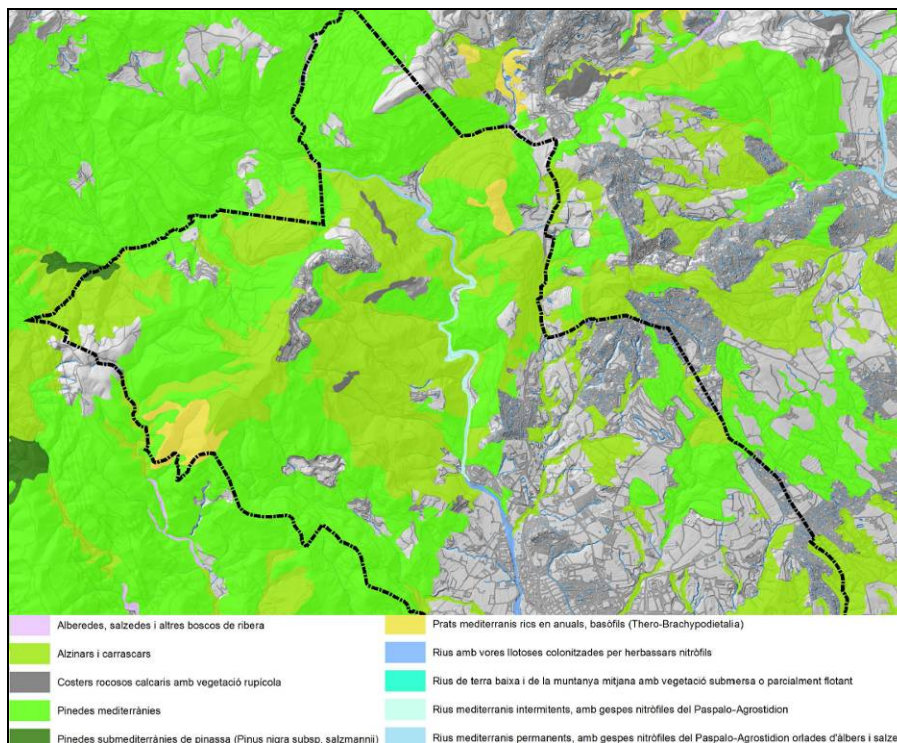 Alberedes, salzedes i altres boscos de ribera
Alzinars i carrascars
Costers rocosos calcaris amb vegetació rupícola
Pinedes mediterrànies
Pinedes submediterrànies de pinassa (Pinus nigra subsp. salzmannii)
Prats mediterranis rics en anuals, basòfils (Thero-Brachypodietalia)
Rius amb vores llotoses colonitzades per herbassars nitròfils
Rius de terra baixa i de la muntanya mitjana amb vegetació submersa o parcialment flotant
Rius mediterranis intermitents, amb gespes nitròfiles del Paspalo-Agrostidion
Rius mediterranis permanents, amb gespes nitròfiles del Paspalo-Agrostidion orlades d'àlbers i salze